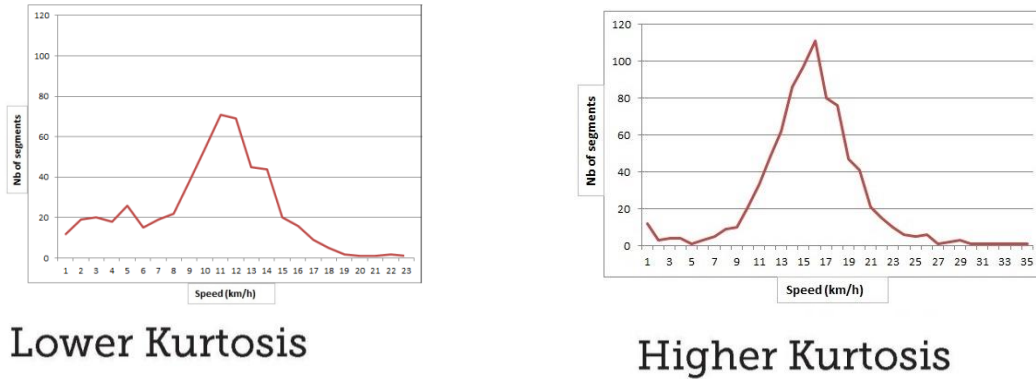 120
100
80
60
40
20
0
Nb of segments
1 2 3 4 5 6 7 8 9 10 11 12 13 14 15 16 17 18 19 20 21 22 23
Speed (km/h)
Lower Kurtosis
120
100
80
60
40
20
0
Nb of segments
1 3 5 7 9 11 13 15 17 19 21 23 25 27 29 31 33 35
Speed (km/h)
Higher Kurtosis